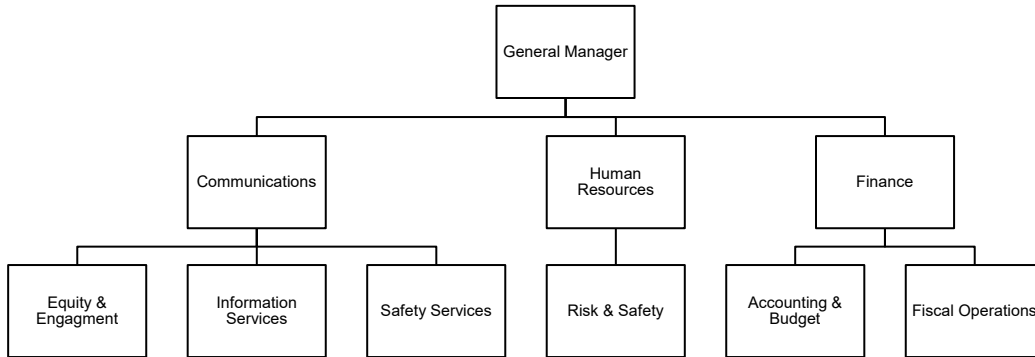 General Manager
Communications
Human
Resources
Finance
Equity &
Engagment
Information
Services
Safety Services
Risk & Safety
Accounting &
Budget
Fiscal Operations